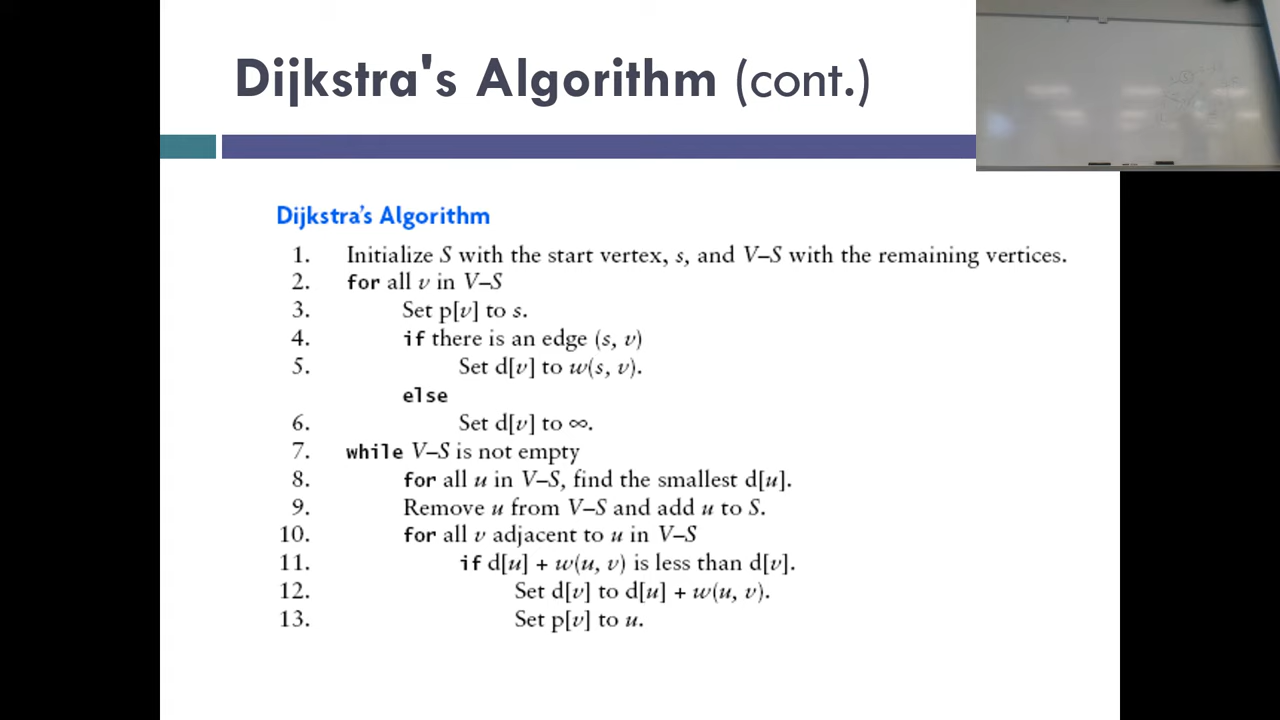 Dijkstra's Algorithm (cont.)
Dijkstra's Algorithm
1. Initialize S with the start vertex, s, and V–S with the remaining vertices.
2. for all v in V–S
3. Set p[v] to s.
4. if there is an edge (s, v)
5. Set d[v] to w(s, v).
else
6. Set d[v] to ∞.
7. while V–S is not empty
8. for all u in V–S, find the smallest d[u].
9. Remove u from V–S and add u to S.
10. for all v adjacent to u in V–S
11. if d[u] + w(u, v) is less than d[v].
12. Set d[v] to d[u] + w(u, v).
13. Set p[v] to u.